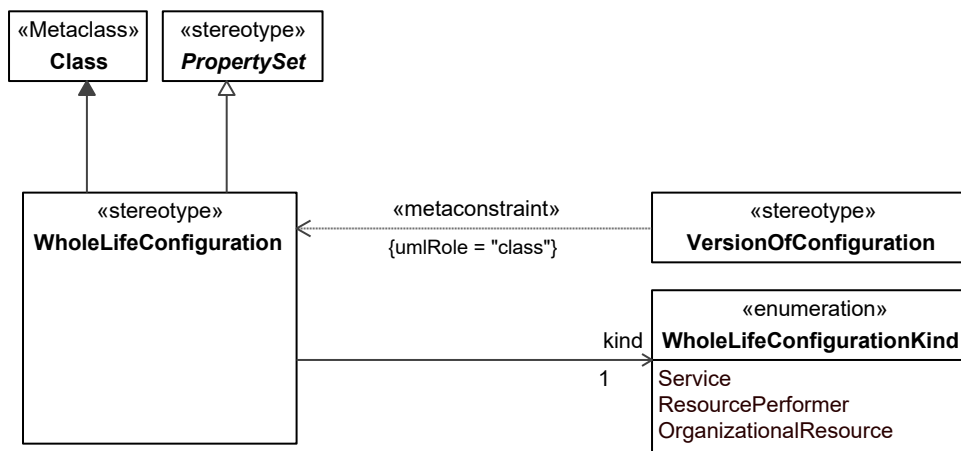 «Metaclass»
Class
«stereotype»
PropertySet
«stereotype»
WholeLifeConfiguration
«metaconstraint»
{umlRole = "class"}
«stereotype»
VersionOfConfiguration
kind
1
«enumeration»
WholeLifeConfigurationKind
Service
ResourcePerformer
OrganizationalResource